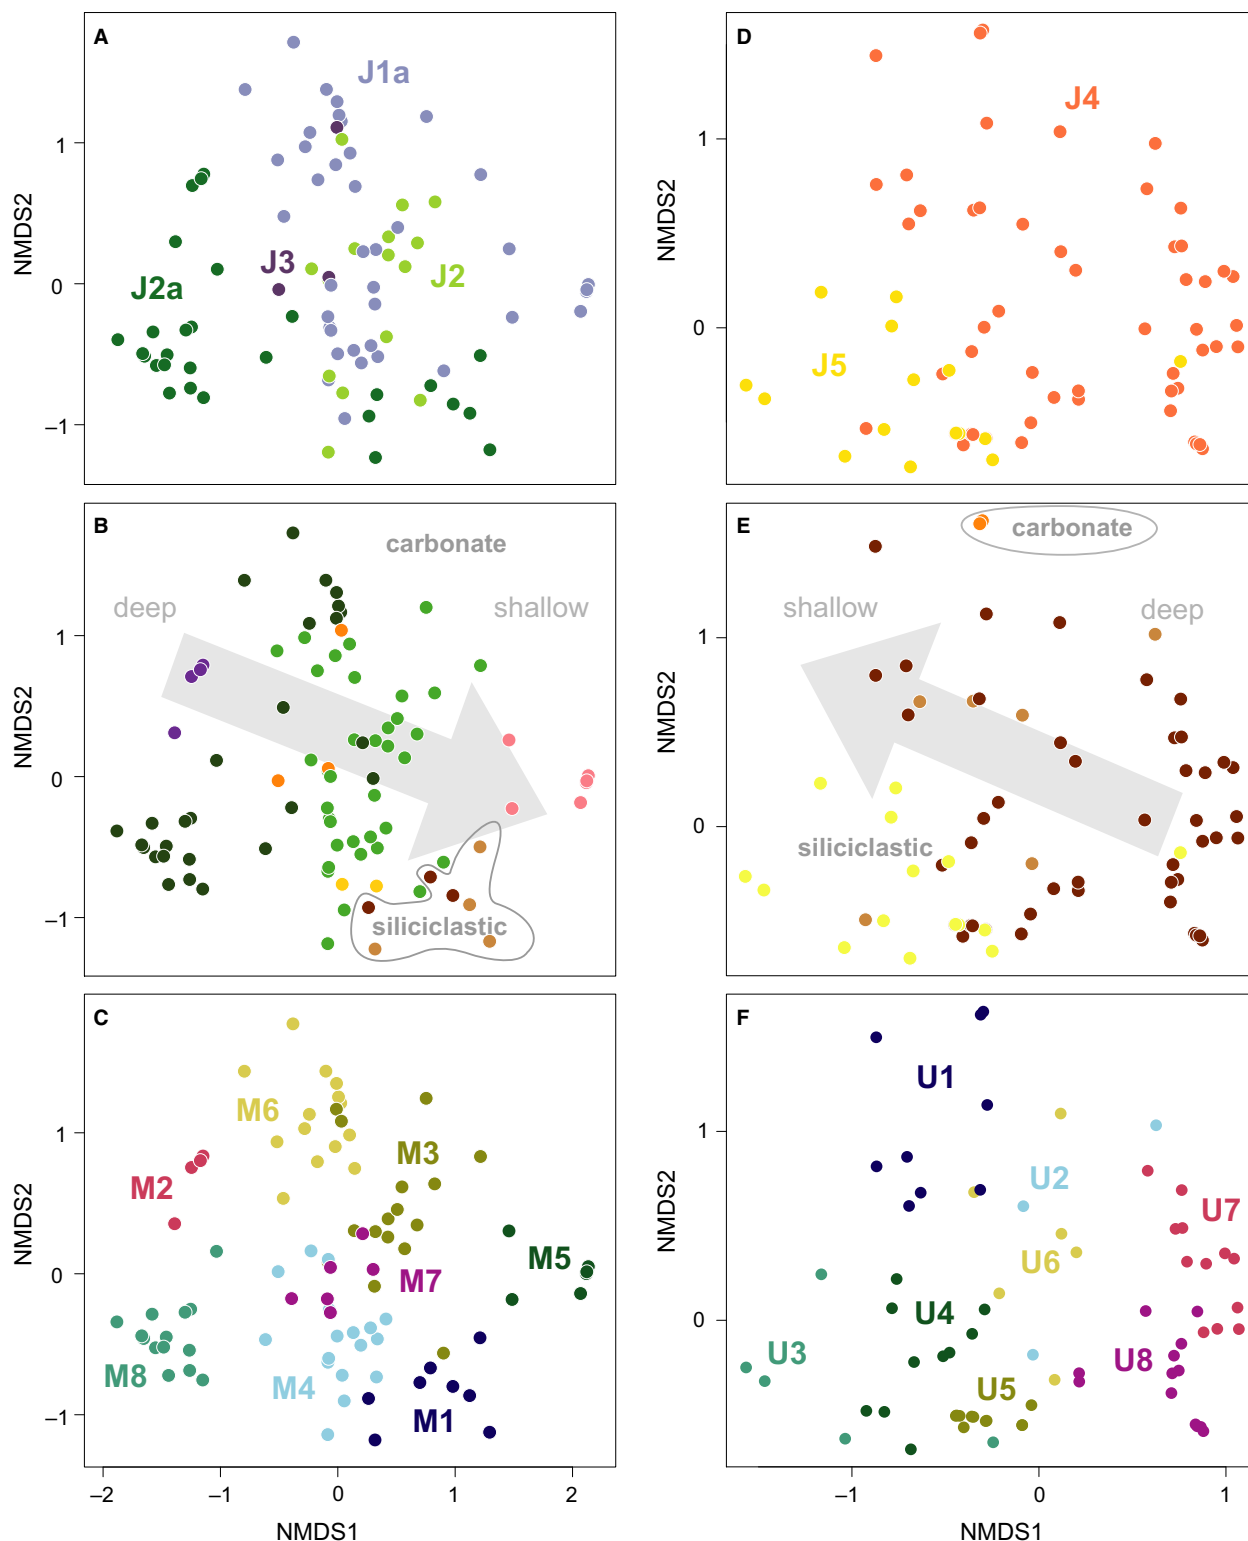 A
J1a
J3
J2
J2a
NMDS2
1
0
−1
D
J4
J5
NMDS2
1
0
B
carbonate
deep
shallow
siliciclastic
NMDS2
1
0
−1
E
carbonate
shallow
deep
siliciclastic
NMDS2
1
0
C
M6
M3
M2
M5
M7
M8
M4
M1
NMDS2
1
0
−1
−2
−1
0
1
2
NMDS1
F
U1
U2
U7
U6
U4
U3
U8
U5
NMDS2
1
0
−1
0
1
NMDS1